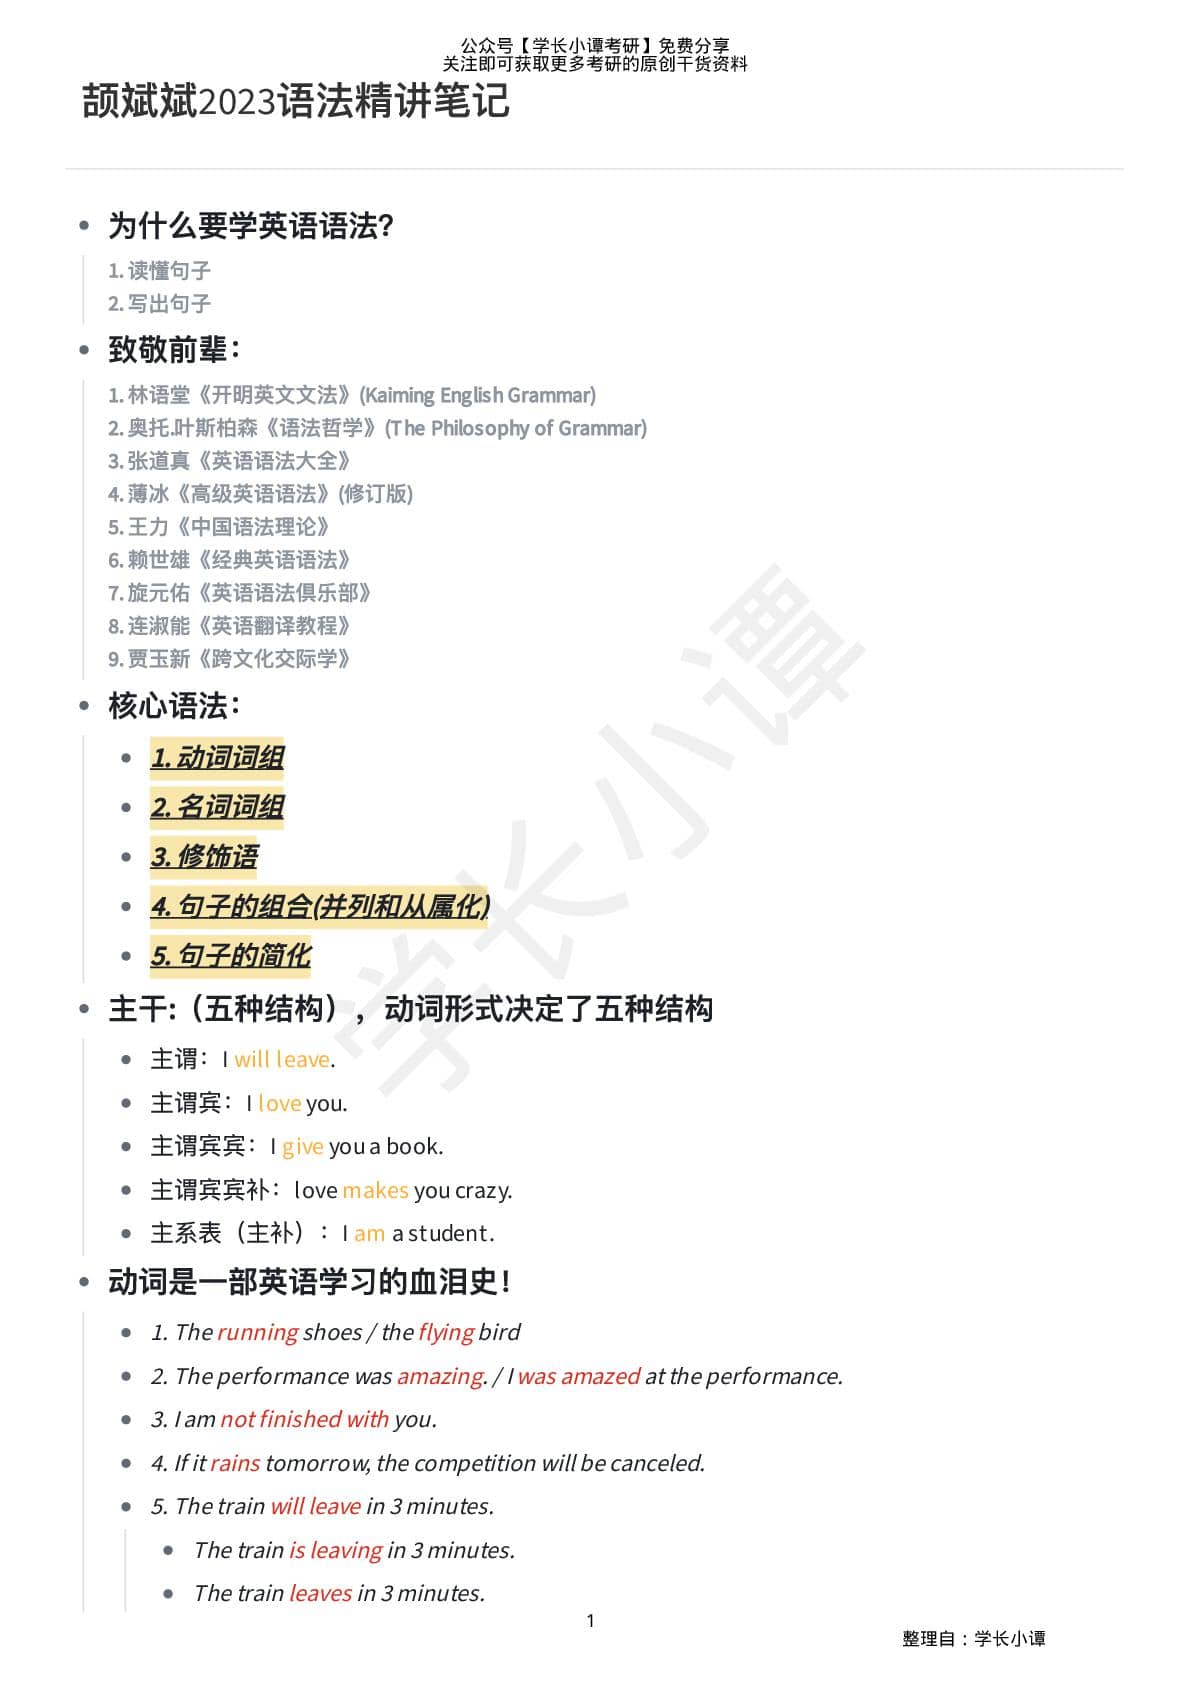 公众号【学长小谭考研】免费分享
关注即可获取更多考研的原创干货资料
颉斌斌2023语法精讲笔记
为什么要学英语语法?
1. 读懂句子
2. 写出句子
致敬前辈：
1. 林语堂《开明英文文法》(Kaiming English Grammar)
2. 奥托.叶斯柏森《语法哲学》(The Philosophy of Grammar)
3. 张道真《英语语法大全》
4. 薄冰《高级英语语法》(修订版)
5. 王力《中国语法理论》
6. 赖世雄《经典英语语法》
7. 旋元佑《英语语法俱乐部》
8. 连淑能《英语翻译教程》
9. 贾玉新《跨文化交际学》
核心语法：
1. 动词词组
2. 名词词组
3. 修饰语
4. 句子的组合(并列和从属化)
5. 句子的简化
主干:（五种结构），动词形式决定了五种结构
主谓：I will leave.
主谓宾：I love you.
主谓宾宾：I give you a book.
主谓宾宾补：love makes you crazy.
主系表（主补）：I am a student.
动词是一部英语学习的血泪史！
1. The running shoes / the flying bird
2. The performance was amazing. / I was amazed at the performance.
3. I am not finished with you.
4. If it rains tomorrow, the competition will be canceled.
5. The train will leave in 3 minutes.
The train is leaving in 3 minutes.
The train leaves in 3 minutes.
1
整理自：学长小谭
学长小谭